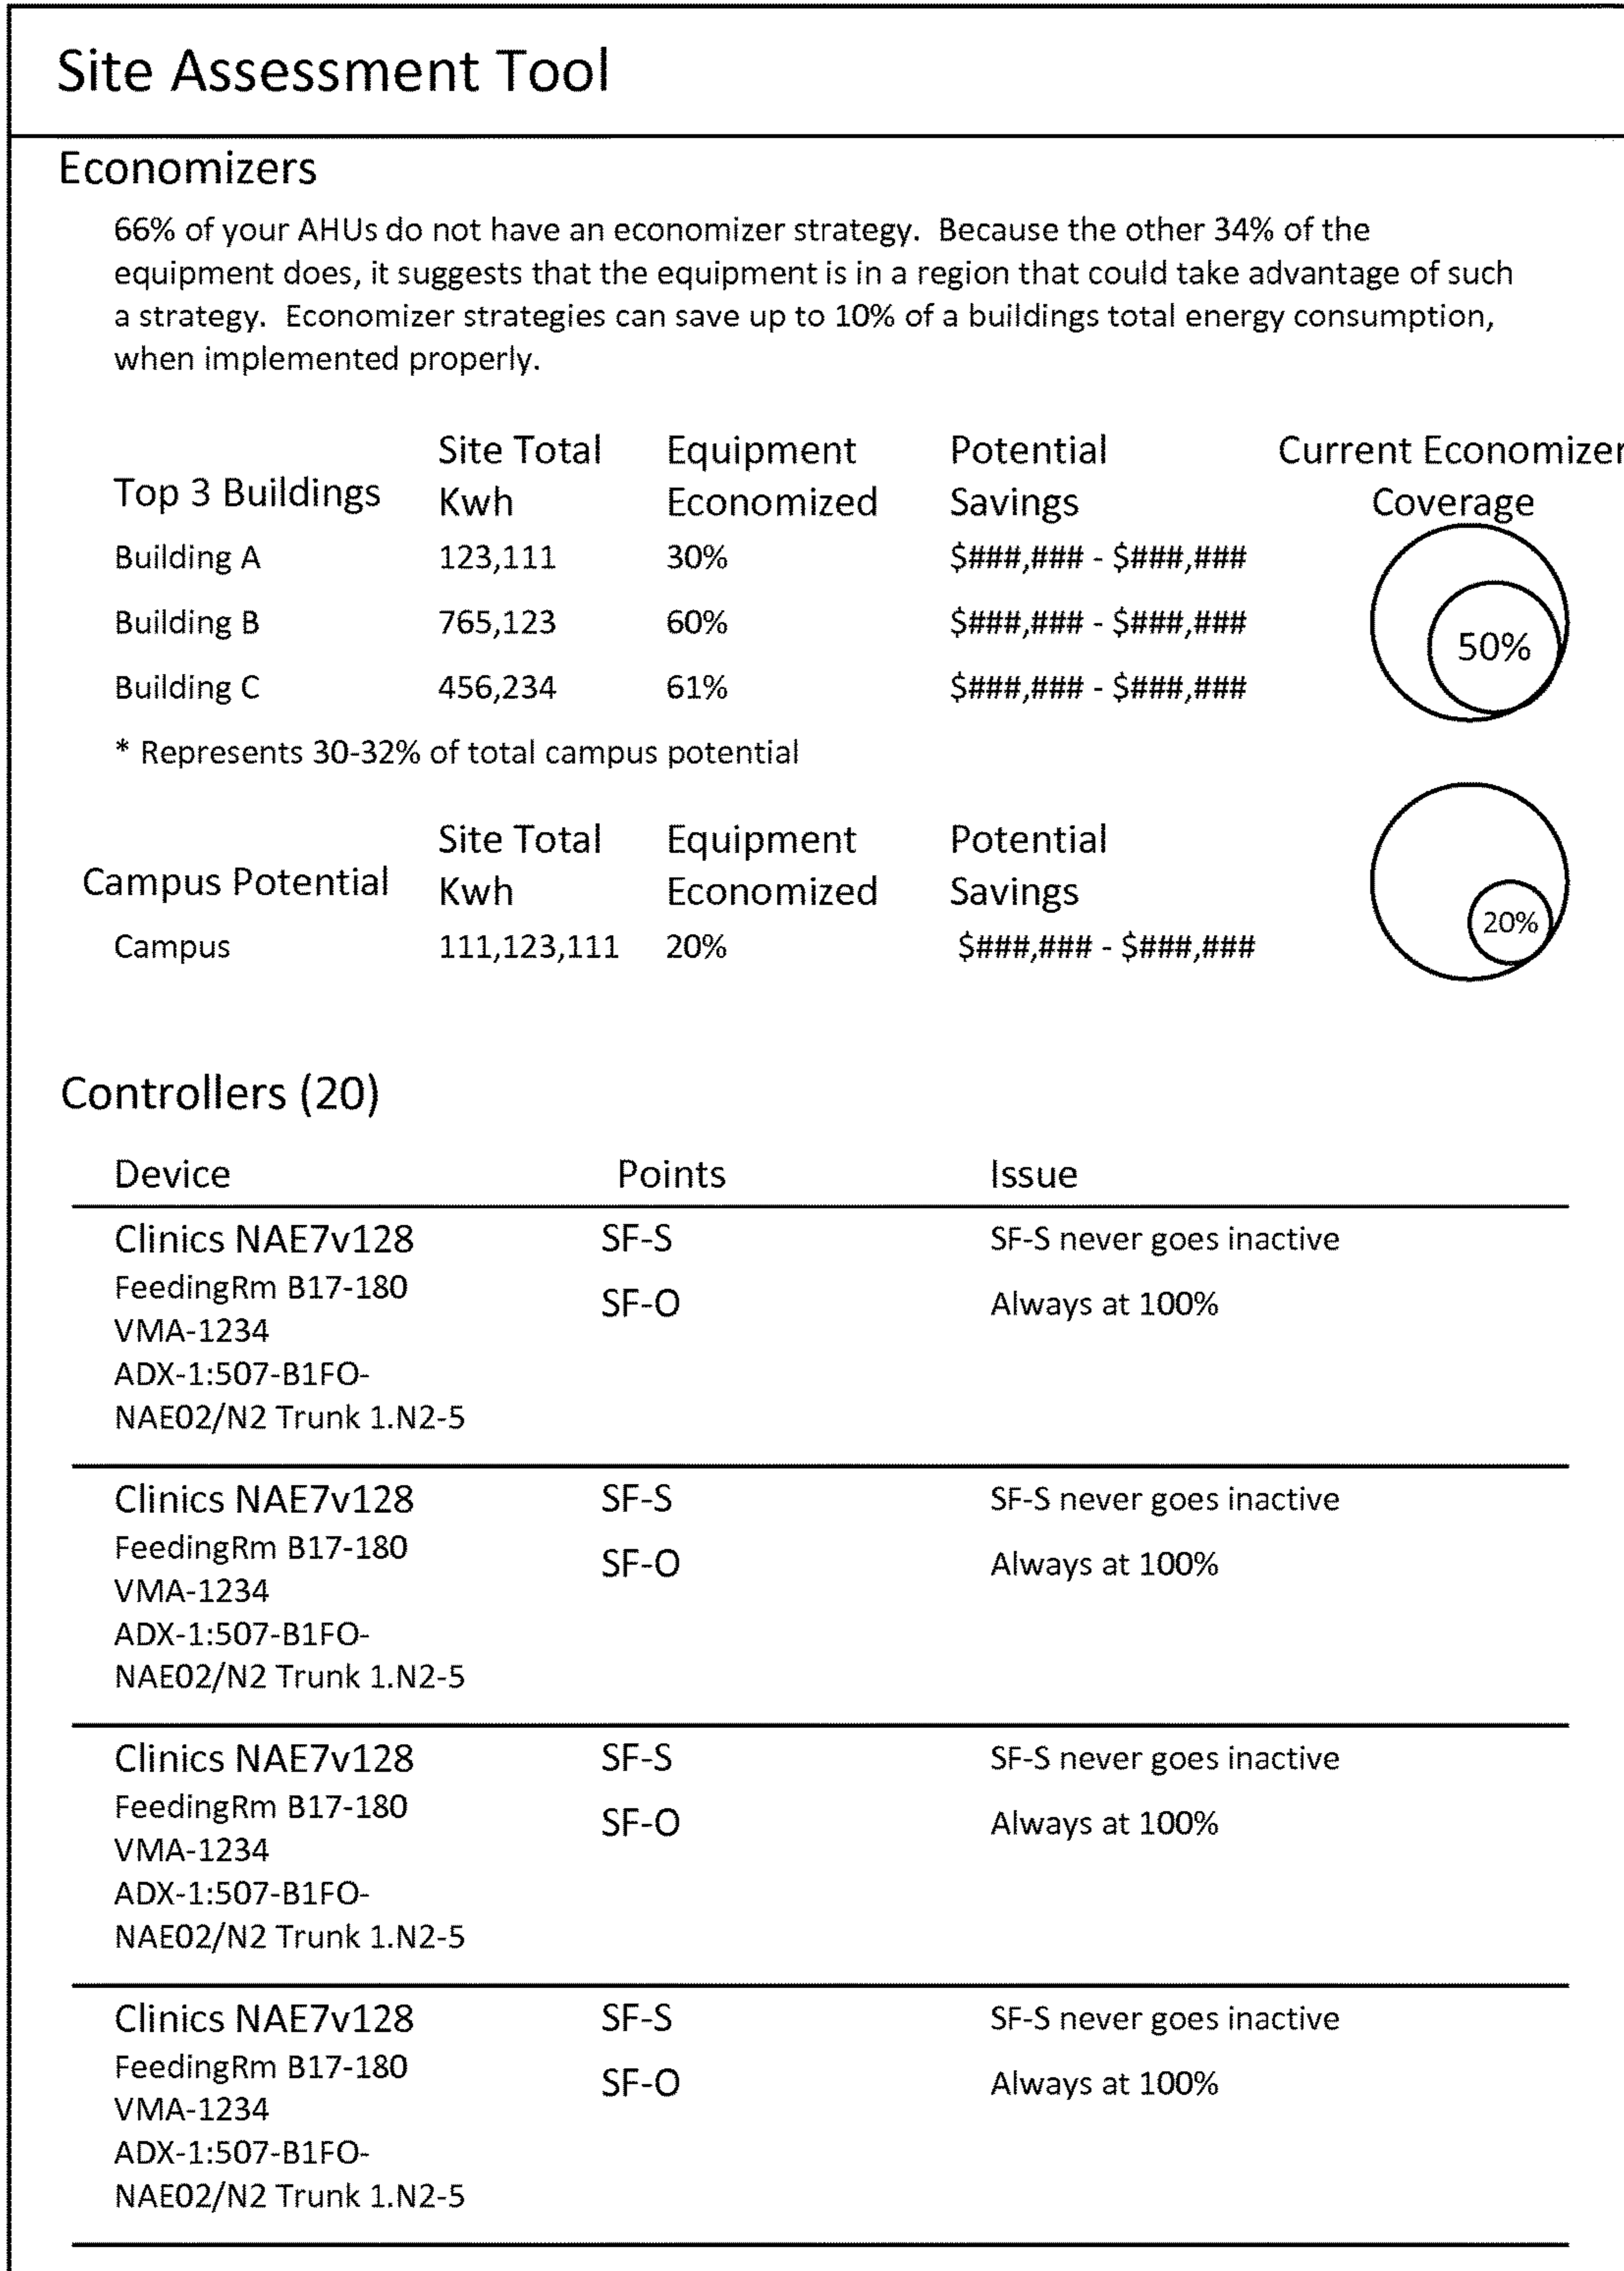 Site Assessment Tool
Economizers
66% of your AHUs do not have an economizer strategy.  Because the other 34% of the
equipment does, it suggests that the equipment is in a region that could take advantage of such
a strategy.  Economizer strategies can save up to 10% of a buildings total energy consumption,
when implemented properly.
Top 3 Buildings Site Total Kwh Equipment Economized Potential Savings Current Economizer Coverage
Building A 123,111 30% $###,### - $###,###
Building B 765,123 60% $###,### - $###,###
50%
Building C 456,234 61% $###,### - $###,###
* Represents 30-32% of total campus potential
Campus Potential Site Total Kwh Equipment Economized Potential Savings
Campus 111,123,111 20% $###,### - $###,###
20%
Controllers (20)
Device Points Issue
Clinics NAE7v128 SF-S SF-S never goes inactive
FeedingRm B17-180 SF-O Always at 100%
VMA-1234
ADX-1:507-B1FO-
NAE02/N2 Trunk 1.N2-5
Clinics NAE7v128 SF-S SF-S never goes inactive
FeedingRm B17-180 SF-O Always at 100%
VMA-1234
ADX-1:507-B1FO-
NAE02/N2 Trunk 1.N2-5
Clinics NAE7v128 SF-S SF-S never goes inactive
FeedingRm B17-180 SF-O Always at 100%
VMA-1234
ADX-1:507-B1FO-
NAE02/N2 Trunk 1.N2-5
Clinics NAE7v128 SF-S SF-S never goes inactive
FeedingRm B17-180 SF-O Always at 100%
VMA-1234
ADX-1:507-B1FO-
NAE02/N2 Trunk 1.N2-5